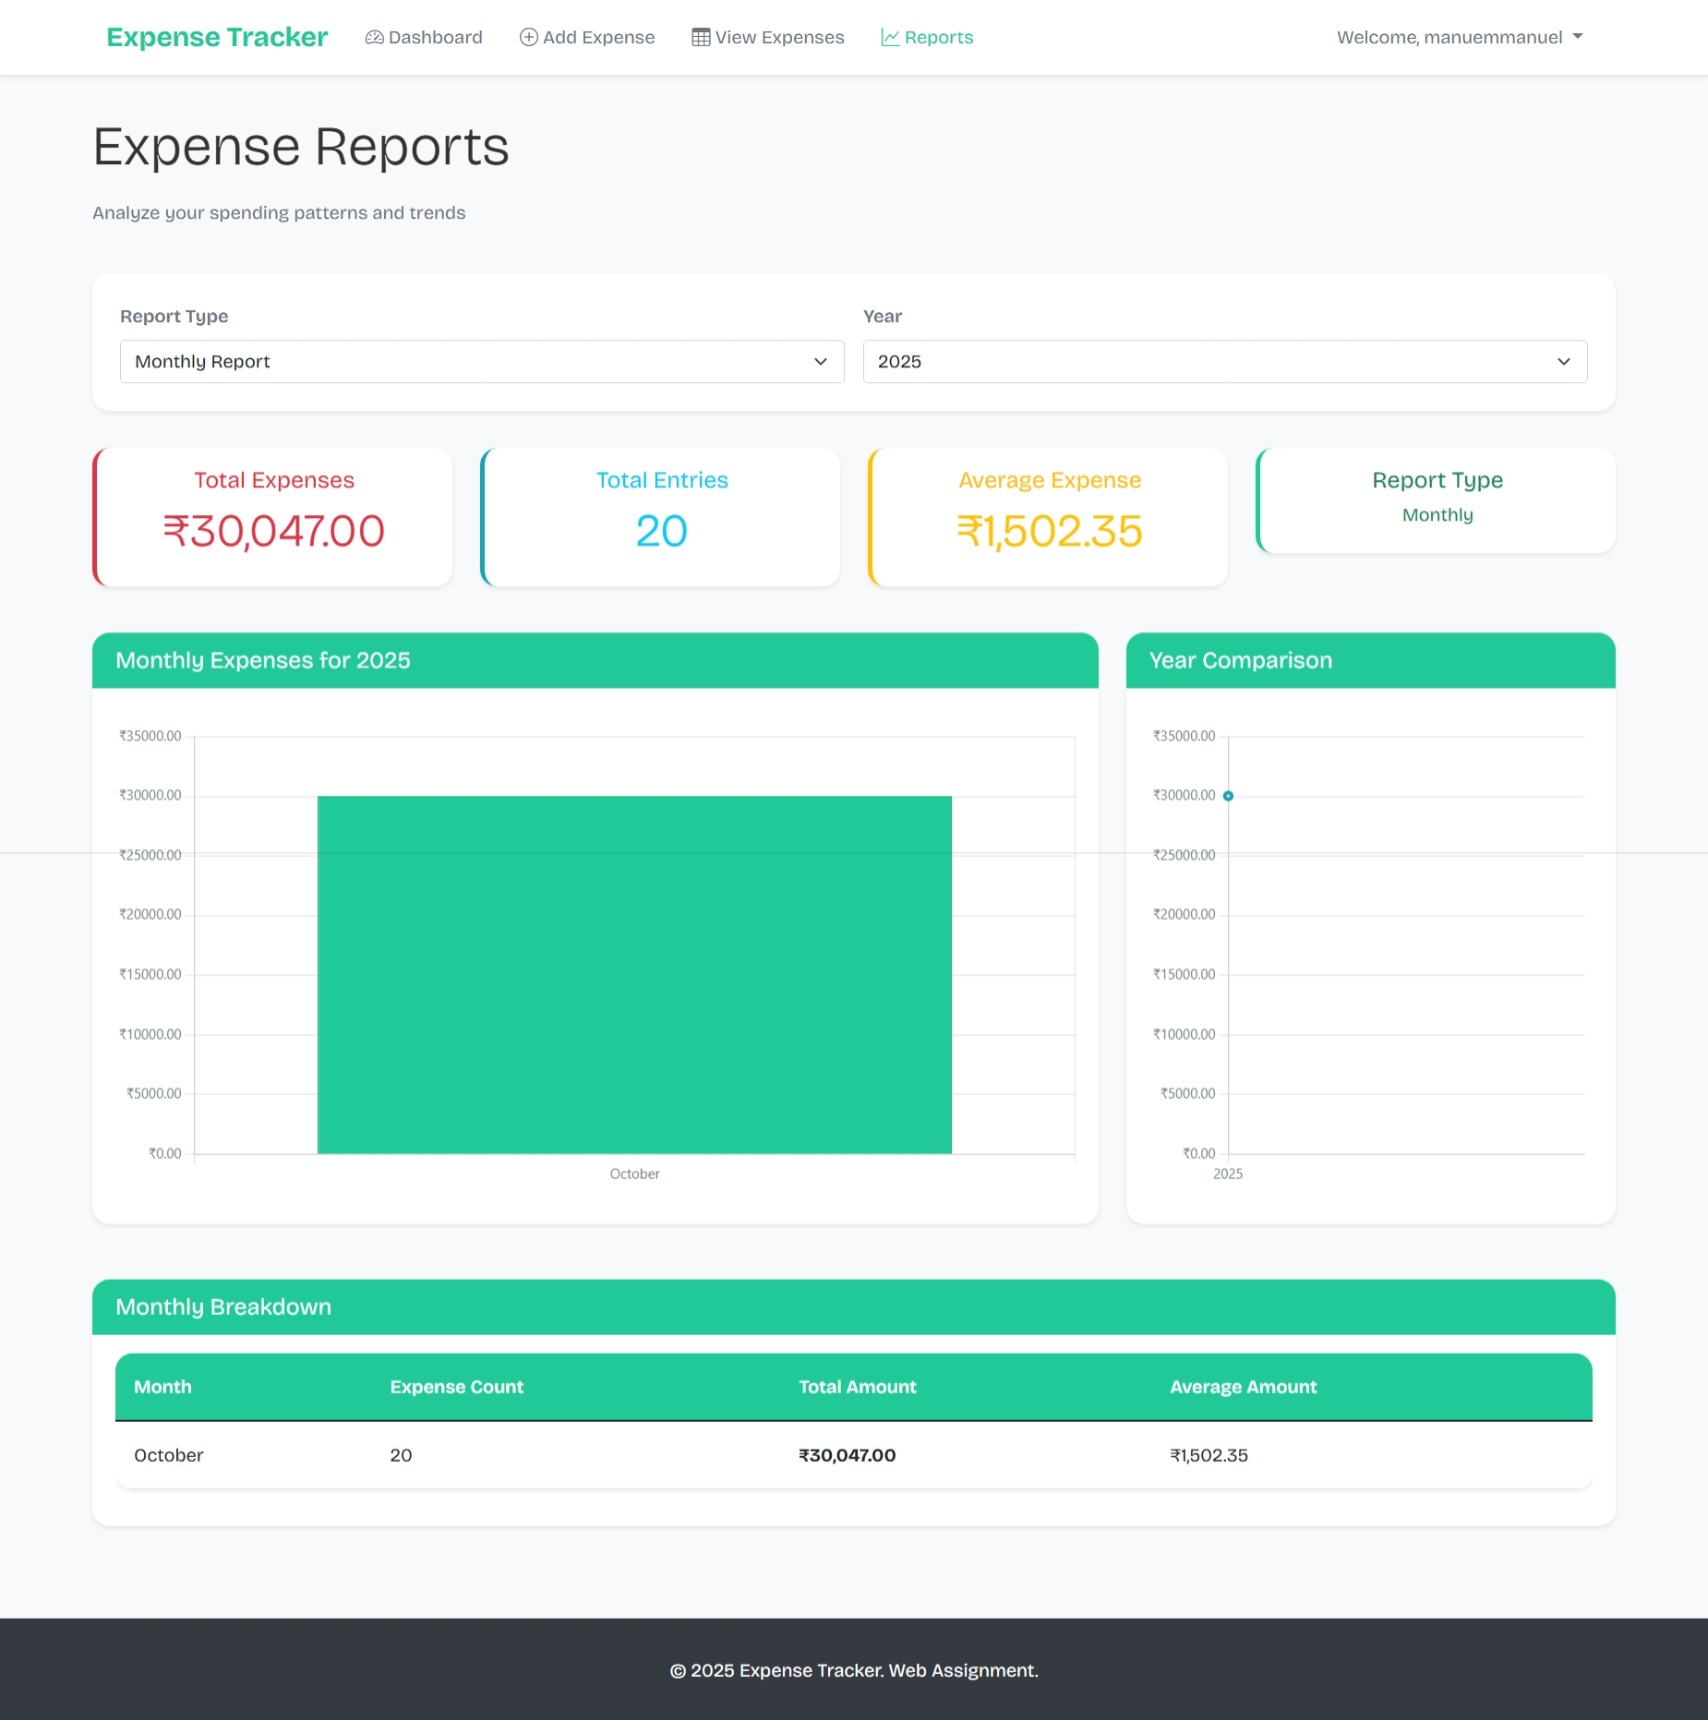 Expense Tracker Dashboard Add Expense View Expenses Reports Welcome, manuemmanuel
Expense Reports
Analyze your spending patterns and trends
Report Type Year
Monthly Report 2025
Total Expenses
₹30,047.00
Total Entries
20
Average Expense
₹1,502.35
Report Type
Monthly
Monthly Expenses for 2025
₹35000.00
₹30000.00
₹25000.00
₹20000.00
₹15000.00
₹10000.00
₹5000.00
₹0.00
October
Year Comparison
₹35000.00
₹30000.00
₹25000.00
₹20000.00
₹15000.00
₹10000.00
₹5000.00
₹0.00
2025
Monthly Breakdown
Month Expense Count Total Amount Average Amount
October 20 ₹30,047.00 ₹1,502.35
© 2025 Expense Tracker. Web Assignment.